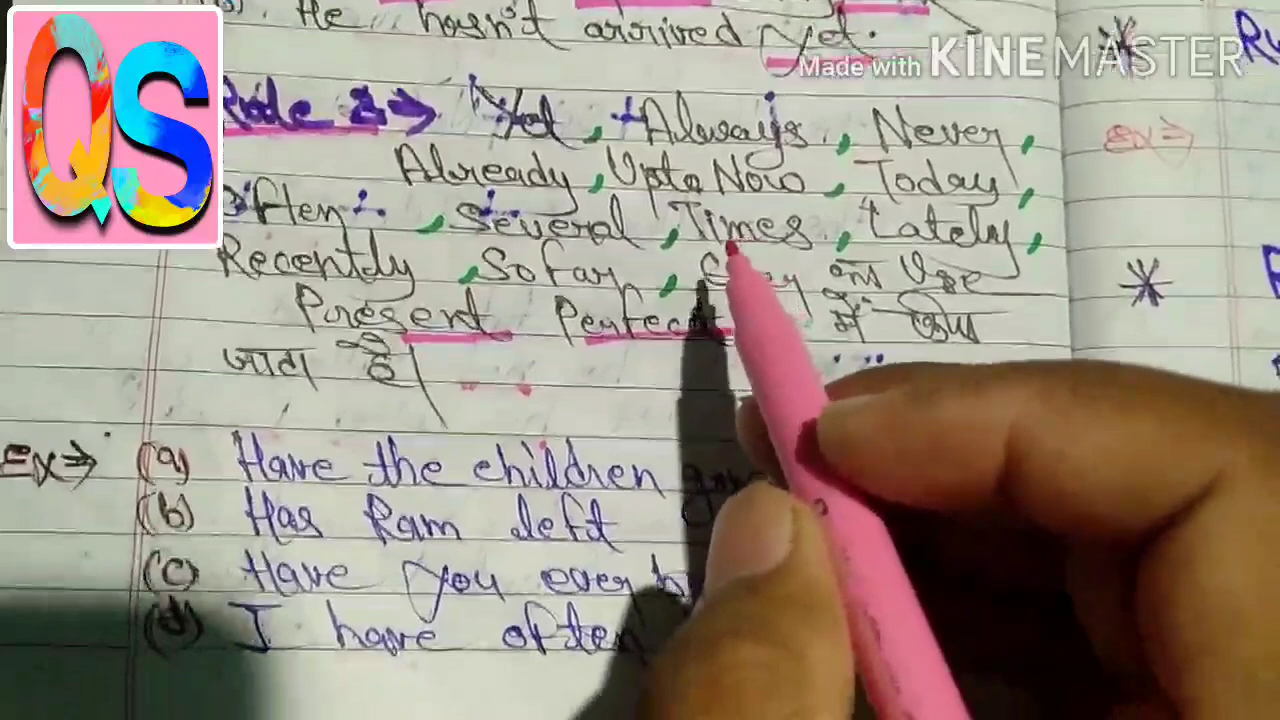 He hasn't arrived yet.
Made with KINEMASTER
QS
Rule 2⇒ Yet, Always, Never,
Already, Upto Now, Today,
Often, Several, Times, Lately,
Recently, So far, का Use
Present Perfect में किया
जाता है।
Ex⇒ (a) Have the children
(b) Has Ram left
(c) Have you ever
(d) I have often
*
Ex⇒
*